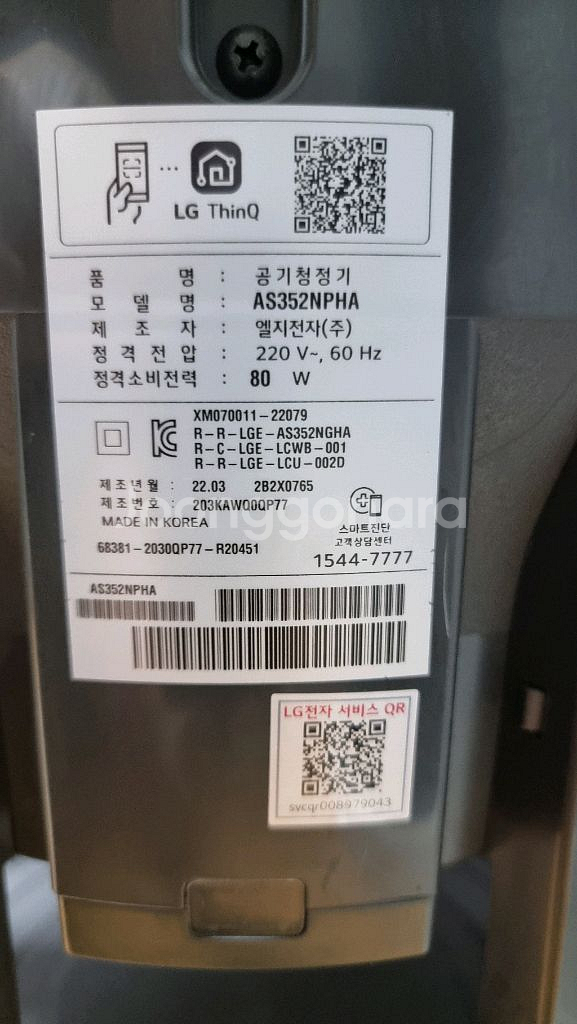 LG ThinQ
품 명 : 공기청정기
모 델 명 : AS352NPHA
제 조 자 : 엘지전자(주)
정 격 전 압 : 220 V~, 60 Hz
정격소비전력 : 80 W
XM070011-22079
R-R-LGE-AS352NGHA
R-C-LGE-LCWB-001
R-R-LGE-LCU-002D
제조년월 : 22.03 2B2X0765
제조번호 : 203KAWQ0QP77
MADE IN KOREA
스마트진단
고객상담센터
68381-2030QP77-R20451
1544-7777
AS352NPHA
LG전자 서비스 QR
svcqr008979043